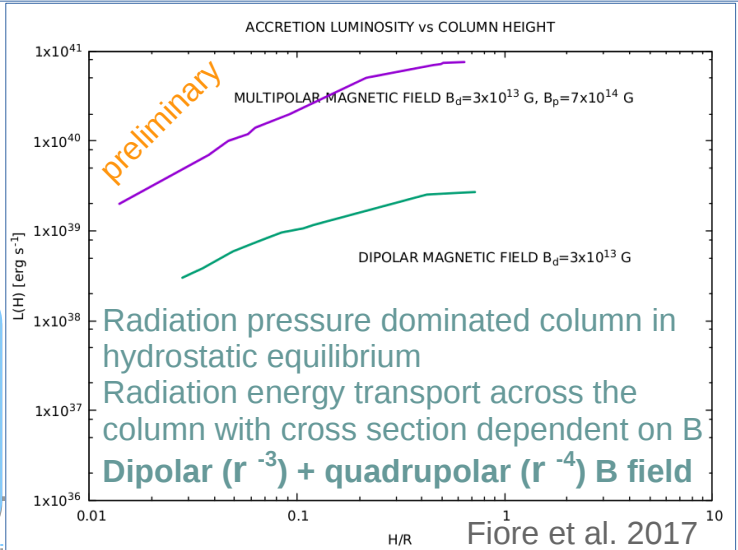 ACCRETION LUMINOSITY vs COLUMN HEIGHT
1x10^41
preliminary
MULTIPOLAR MAGNETIC FIELD B_d=3x10^13 G, B_p=7x10^14 G
1x10^40
1x10^39
DIPOLAR MAGNETIC FIELD B_d=3x10^13 G
L(H) [erg s^-1]
1x10^38
Radiation pressure dominated column in
hydrostatic equilibrium
Radiation energy transport across the
1x10^37
column with cross section dependent on B
Dipolar (r ^-3) + quadrupolar (r ^-4) B field
1x10^36
0.01 0.1 1 10
H/R
Fiore et al. 2017